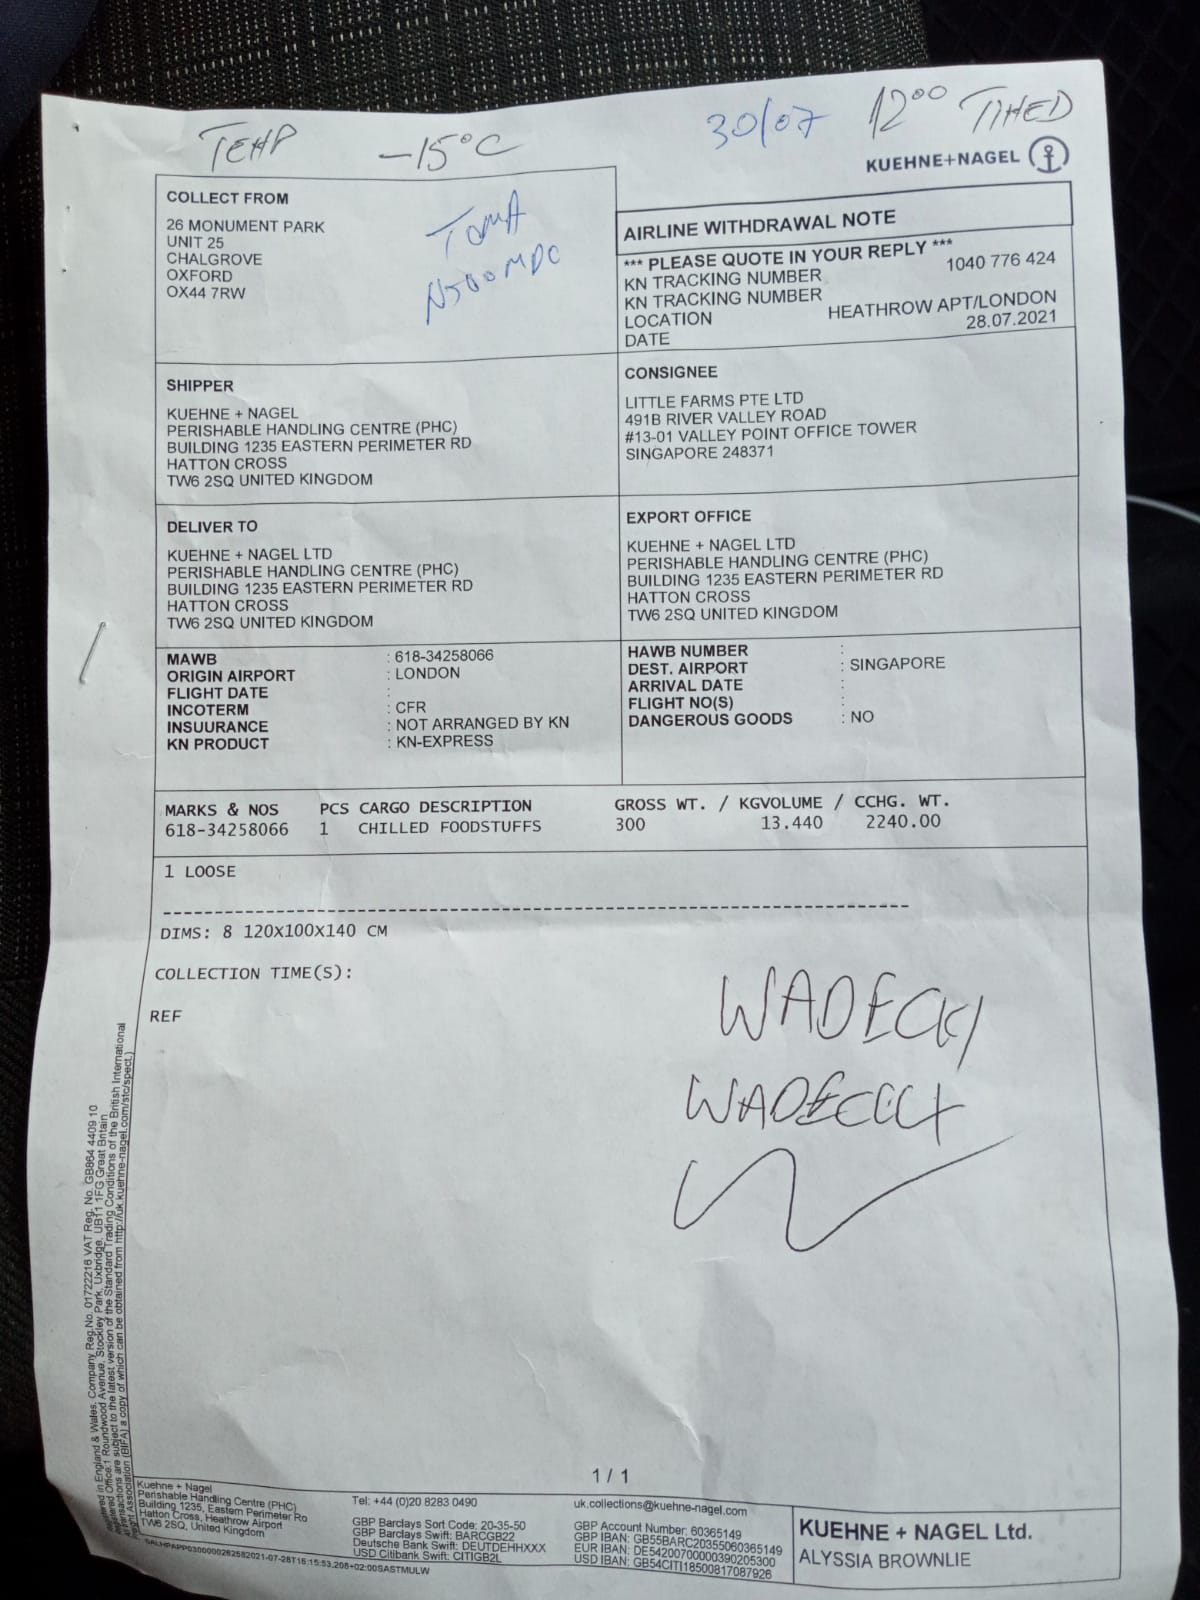 TEMP -15°C 30/07 12⁰⁰ TIMED
KUEHNE+NAGEL
COLLECT FROM
26 MONUMENT PARK
UNIT 25
CHALGROVE
OXFORD
OX44 7RW
TOMA
N500MDC
AIRLINE WITHDRAWAL NOTE
*** PLEASE QUOTE IN YOUR REPLY ***
KN TRACKING NUMBER 1040 776 424
KN TRACKING NUMBER
LOCATION HEATHROW APT/LONDON
DATE 28.07.2021
SHIPPER
KUEHNE + NAGEL
PERISHABLE HANDLING CENTRE (PHC)
BUILDING 1235 EASTERN PERIMETER RD
HATTON CROSS
TW6 2SQ UNITED KINGDOM
CONSIGNEE
LITTLE FARMS PTE LTD
491B RIVER VALLEY ROAD
#13-01 VALLEY POINT OFFICE TOWER
SINGAPORE 248371
DELIVER TO
KUEHNE + NAGEL LTD
PERISHABLE HANDLING CENTRE (PHC)
BUILDING 1235 EASTERN PERIMETER RD
HATTON CROSS
TW6 2SQ UNITED KINGDOM
EXPORT OFFICE
KUEHNE + NAGEL LTD
PERISHABLE HANDLING CENTRE (PHC)
BUILDING 1235 EASTERN PERIMETER RD
HATTON CROSS
TW6 2SQ UNITED KINGDOM
MAWB : 618-34258066
ORIGIN AIRPORT : LONDON
FLIGHT DATE :
INCOTERM : CFR
INSUURANCE : NOT ARRANGED BY KN
KN PRODUCT : KN-EXPRESS
HAWB NUMBER :
DEST. AIRPORT : SINGAPORE
ARRIVAL DATE :
FLIGHT NO(S) :
DANGEROUS GOODS : NO
MARKS & NOS PCS CARGO DESCRIPTION GROSS WT. / KGVOLUME / CCHG. WT.
618-34258066 1 CHILLED FOODSTUFFS 300 13.440 2240.00
1 LOOSE
DIMS: 8 120X100X140 CM
COLLECTION TIME(S):
REF
WADECKI
1 / 1
Registered in England & Wales. Company Reg.No. 01722216 VAT Reg. No. GB864 4409 10
Registered Office:1 Roundwood Avenue, Stockley Park, Uxbridge, UB11 1FG Great Britain
transactions are subject to the latest version of the Standard Trading Conditions of the British International
Freight Association (BIFA) a copy of which can be obtained from http://uk.kuehne-nagel.com/stc/spect.)
Kuehne + Nagel
Perishable Handling Centre (PHC)
Building 1235, Eastern Perimeter Ro
Hatton Cross, Heathrow Airport
TW6 2SQ, United Kingdom
Tel: +44 (0)20 8283 0490
GBP Barclays Sort Code: 20-35-50
GBP Barclays Swift: BARCGB22
Deutsche Bank Swift: DEUTDEHHXXX
USD Citibank Swift: CITIGB2L
uk.collections@kuehne-nagel.com
GBP Account Number: 60365149
GBP IBAN: GB55BARC20355060365149
EUR IBAN: DE54200700000390205300
USD IBAN: GB54CITI18500817087926
KUEHNE + NAGEL Ltd.
ALYSSIA BROWNLIE